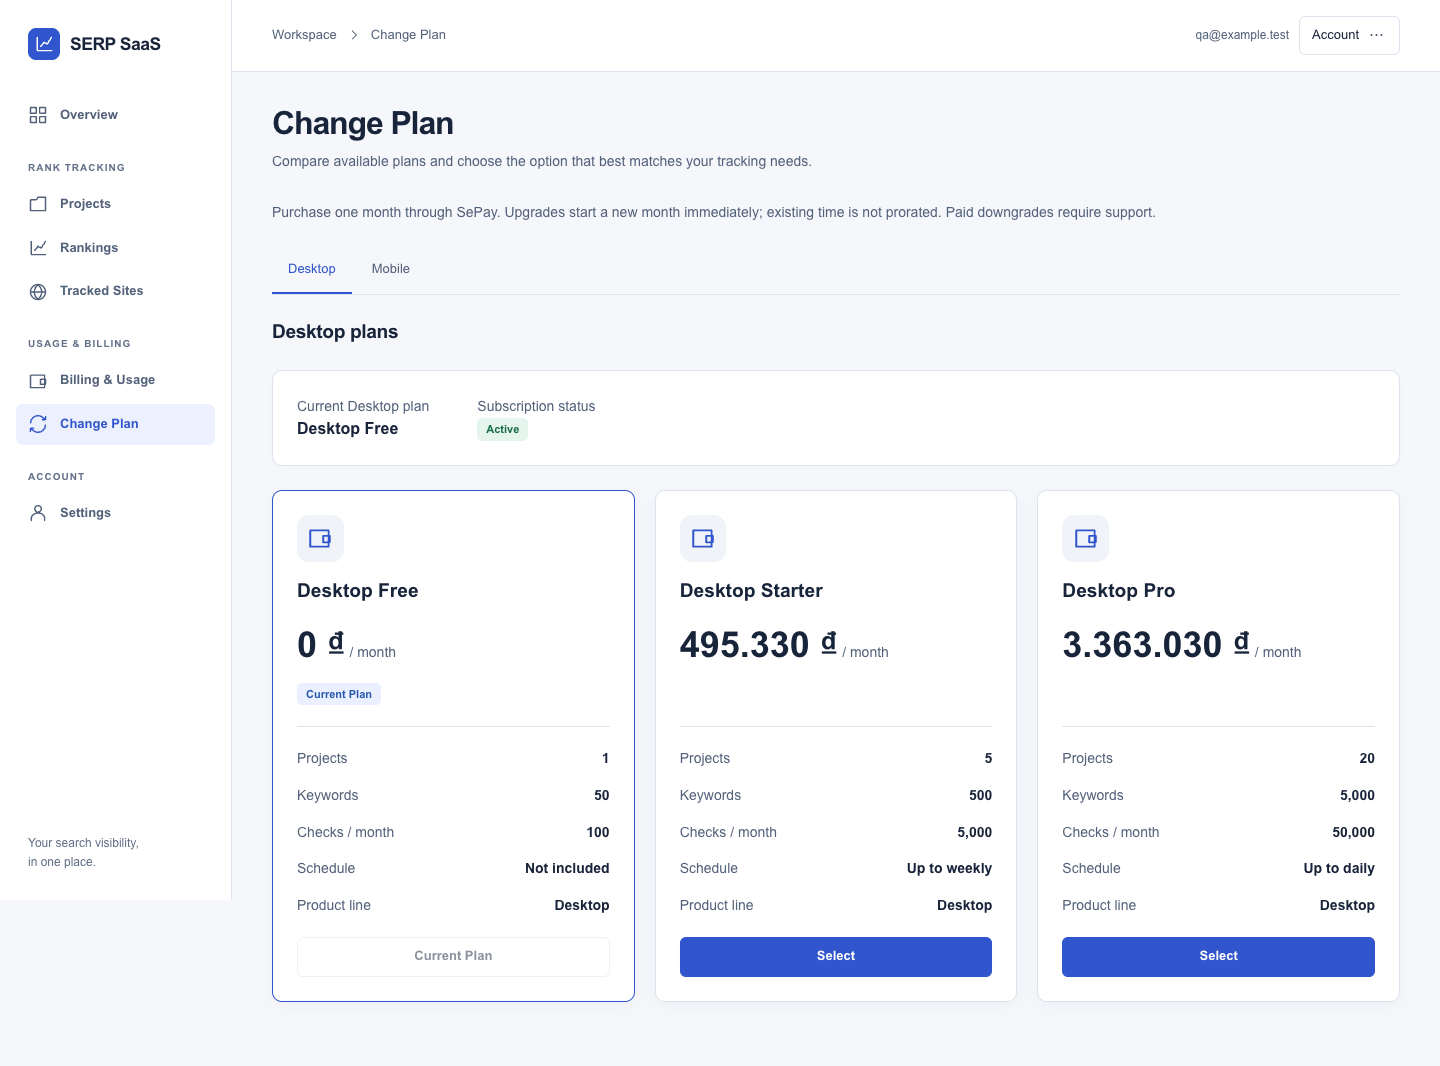 SERP SaaS
Workspace
Change Plan
qa@example.test
Account ···
Overview
RANK TRACKING
Projects
Rankings
Tracked Sites
USAGE & BILLING
Billing & Usage
Change Plan
ACCOUNT
Settings
Your search visibility,
in one place.
Change Plan
Compare available plans and choose the option that best matches your tracking needs.
Purchase one month through SePay. Upgrades start a new month immediately; existing time is not prorated. Paid downgrades require support.
Desktop
Mobile
Desktop plans
Current Desktop plan
Desktop Free
Subscription status
Active
Desktop Free
0 ₫ / month
Current Plan
Projects 1
Keywords 50
Checks / month 100
Schedule Not included
Product line Desktop
Current Plan
Desktop Starter
495.330 ₫ / month
Projects 5
Keywords 500
Checks / month 5,000
Schedule Up to weekly
Product line Desktop
Select
Desktop Pro
3.363.030 ₫ / month
Projects 20
Keywords 5,000
Checks / month 50,000
Schedule Up to daily
Product line Desktop
Select